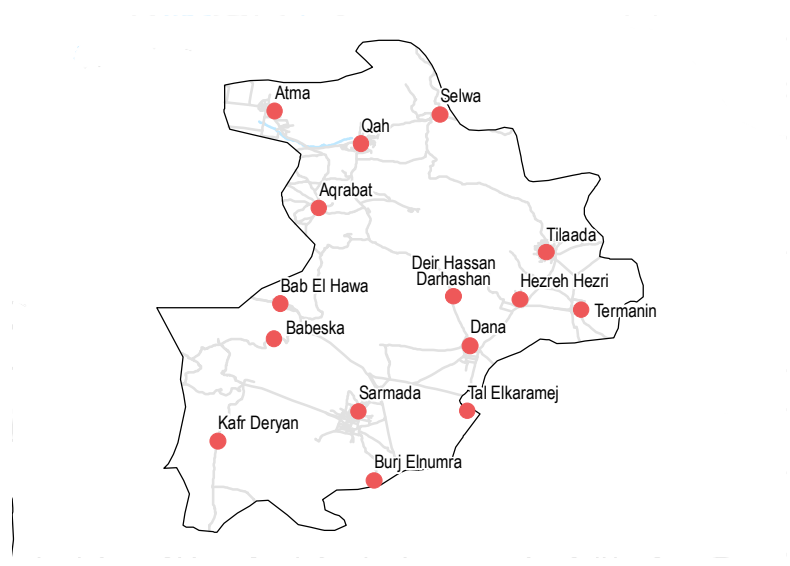 Atma
Selwa
Qah
Aqrabat
Tilaada
Deir Hassan
Darhashan
Hezreh Hezri
Bab El Hawa
Termanin
Babeska
Dana
Sarmada
Tal Elkaramej
Kafr Deryan
Burj Elnumra